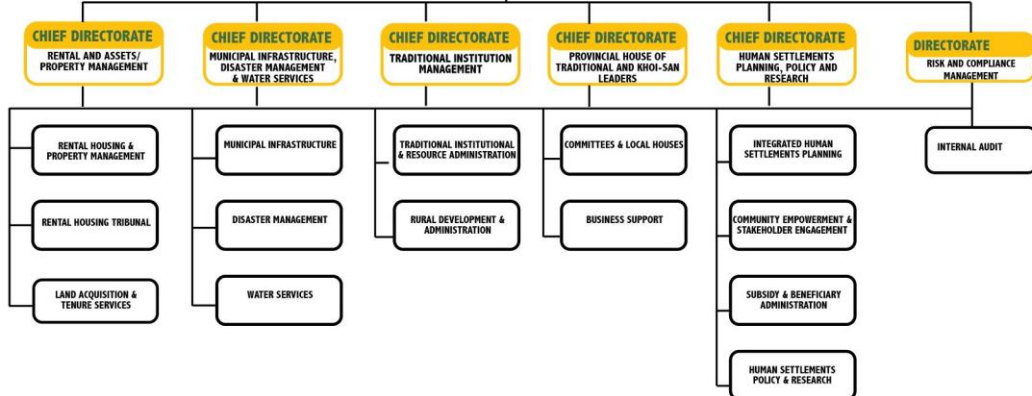 CHIEF DIRECTORATE
RENTAL AND ASSETS/
PROPERTY MANAGEMENT
CHIEF DIRECTORATE
MUNICIPAL INFRASTRUCTURE,
DISASTER MANAGEMENT
& WATER SERVICES
CHIEF DIRECTORATE
TRADITIONAL INSTITUTION
MANAGEMENT
CHIEF DIRECTORATE
PROVINCIAL HOUSE OF
TRADITIONAL AND KHOI-SAN
LEADERS
CHIEF DIRECTORATE
HUMAN SETTLEMENTS
PLANNING, POLICY AND
RESEARCH
DIRECTORATE
RISK AND COMPLIANCE
MANAGEMENT
RENTAL HOUSING &
PROPERTY MANAGEMENT
RENTAL HOUSING TRIBUNAL
LAND ACQUISITION &
TENURE SERVICES
MUNICIPAL INFRASTRUCTURE
DISASTER MANAGEMENT
WATER SERVICES
TRADITIONAL INSTITUTIONAL
& RESOURCE ADMINISTRATION
RURAL DEVELOPMENT &
ADMINISTRATION
COMMITTEES & LOCAL HOUSES
BUSINESS SUPPORT
INTEGRATED HUMAN
SETTLEMENTS PLANNING
COMMUNITY EMPOWERMENT &
STAKEHOLDER ENGAGEMENT
SUBSIDY & BENEFICIARY
ADMINISTRATION
HUMAN SETTLEMENTS
POLICY & RESEARCH
INTERNAL AUDIT